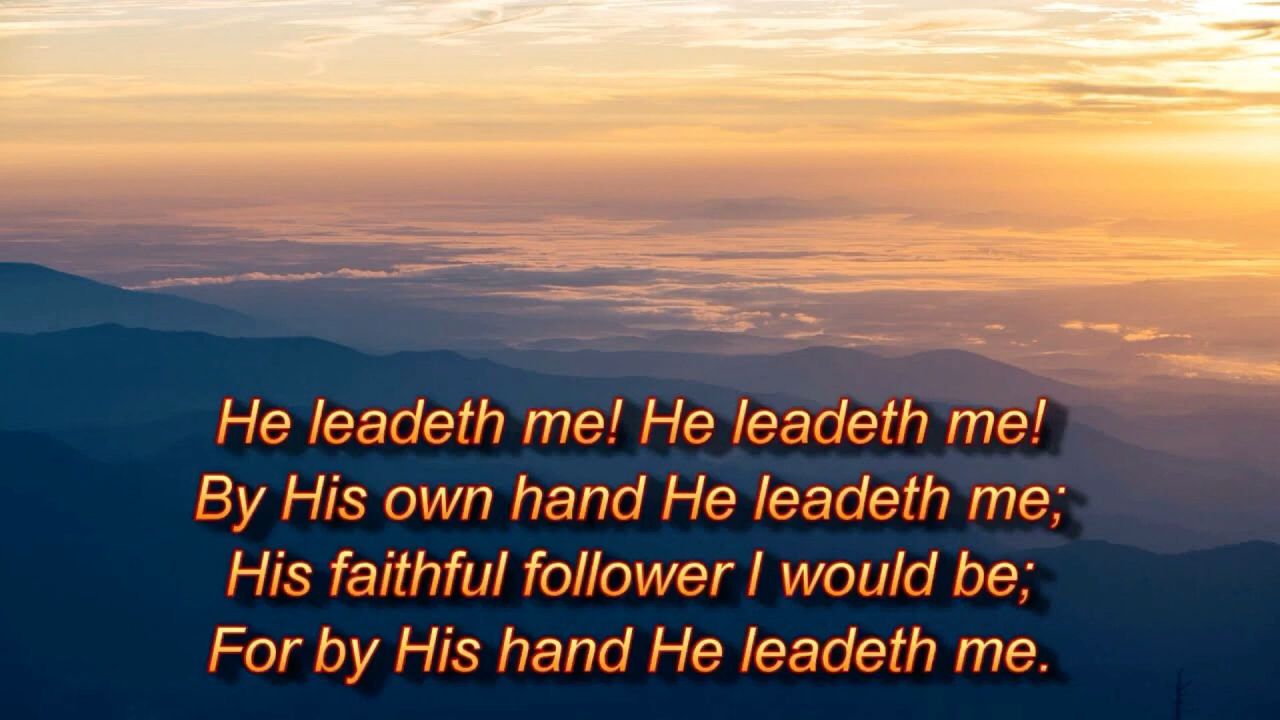 He leadeth me! He leadeth me!
By His own hand He leadeth me;
His faithful follower I would be;
For by His hand He leadeth me.